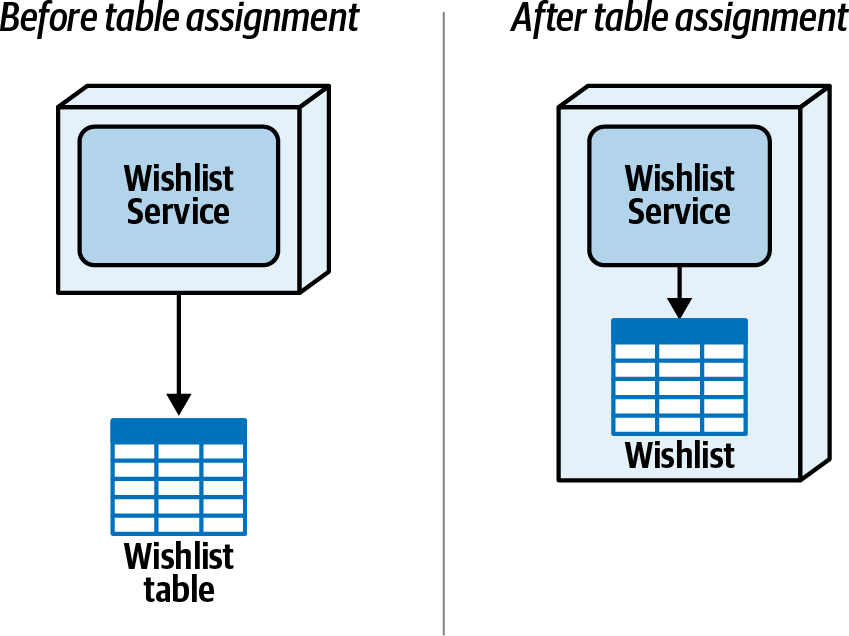 Before table assignment
After table assignment
Wishlist
Service
Wishlist
table
Wishlist
Service
Wishlist